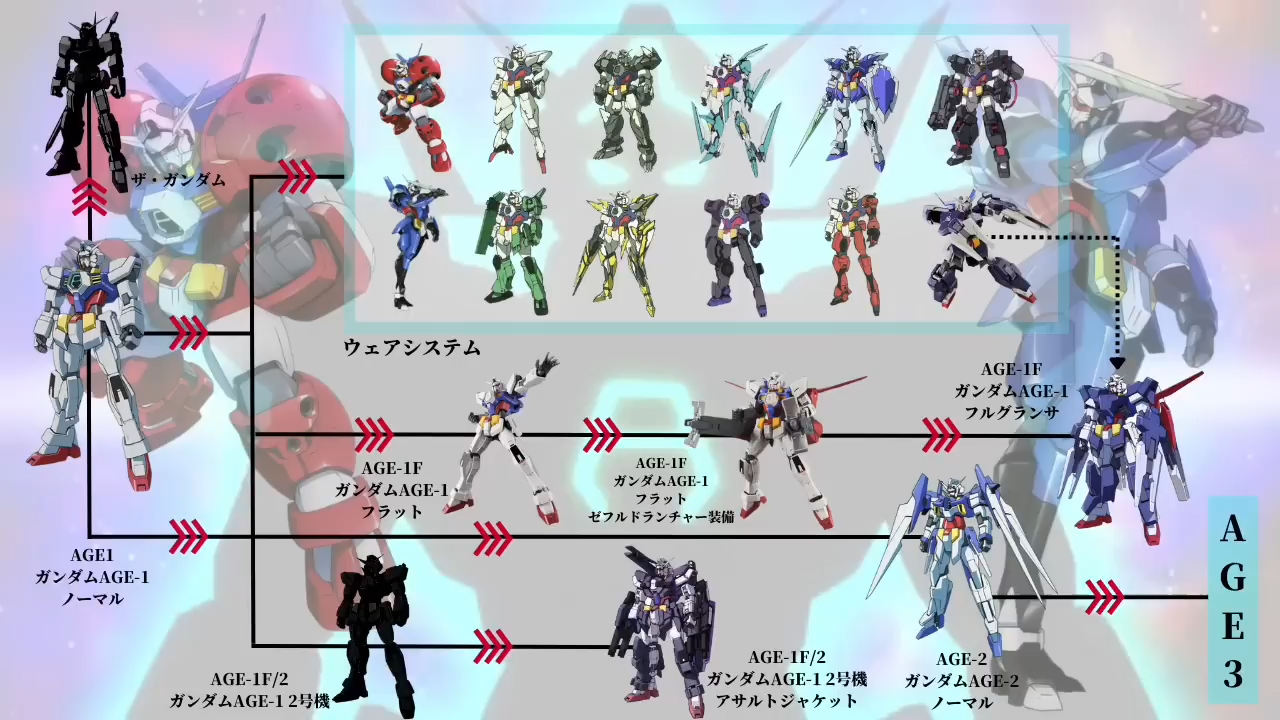 ザ・ガンダム
ウェアシステム
AGE-1F
ガンダムAGE-1
フルグランサ
AGE-1F
ガンダムAGE-1
フラット
AGE-1F
ガンダムAGE-1
フラット
ゼフルドランチャー装備
AGE1
ガンダムAGE-1
ノーマル
AGE-1F/2
ガンダムAGE-1 2号機
AGE-1F/2
ガンダムAGE-1 2号機
アサルトジャケット
AGE-2
ガンダムAGE-2
ノーマル
A
G
E
3